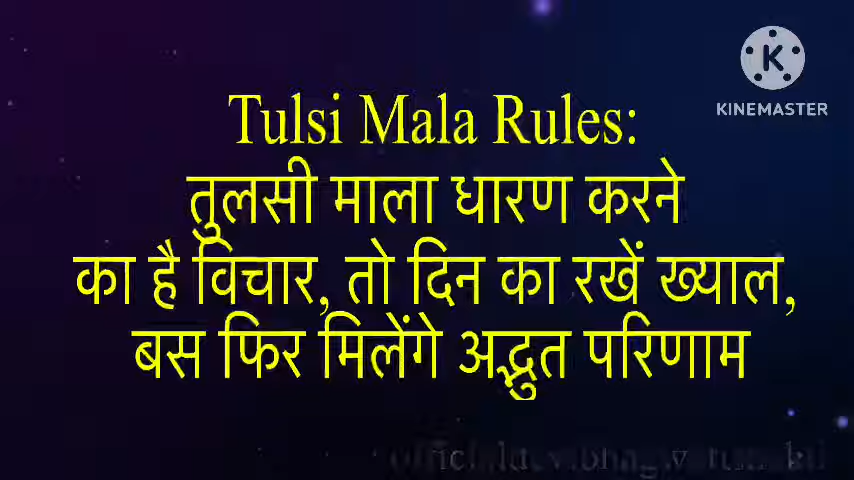 KINEMASTER
Tulsi Mala Rules:
तुलसी माला धारण करने
का है विचार, तो दिन का रखें ख्याल,
बस फिर मिलेंगे अद्भुत परिणाम